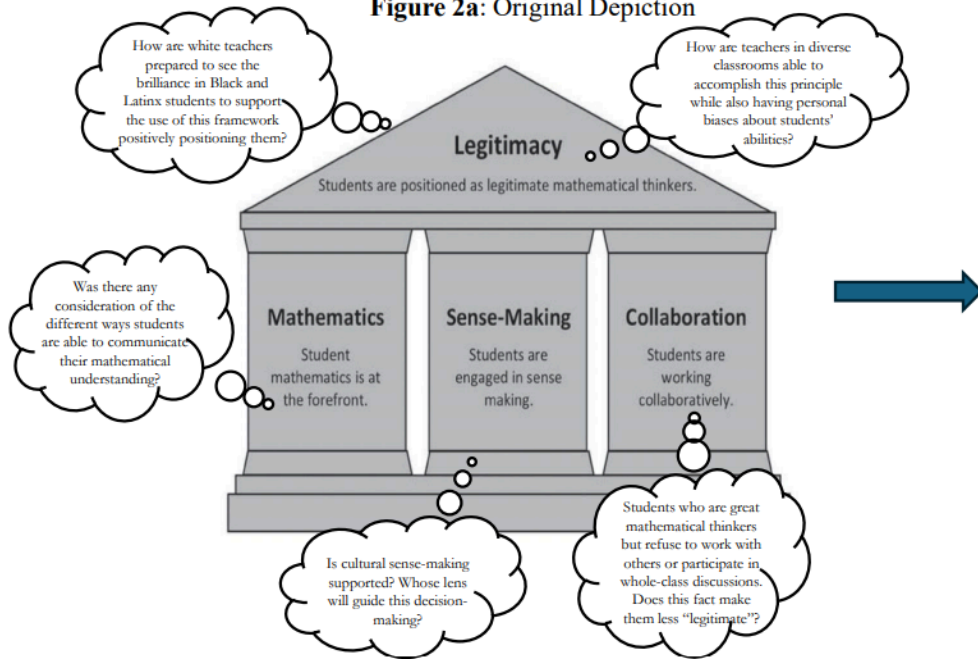 Figure 2a: Original Depiction
How are white teachers
prepared to see the
brilliance in Black and
Latinx students to support
the use of this framework
positively positioning them?
How are teachers in diverse
classrooms able to
accomplish this principle
while also having personal
biases about students'
abilities?
Legitimacy
Students are positioned as legitimate mathematical thinkers.
Was there any
consideration of the
different ways students
are able to communicate
their mathematical
understanding?
Mathematics
Student
mathematics is at
the forefront.
Sense-Making
Students are
engaged in sense
making.
Collaboration
Students are
working
collaboratively.
Is cultural sense-making
supported? Whose lens
will guide this decision-
making?
Students who are great
mathematical thinkers
but refuse to work with
others or participate in
whole-class discussions.
Does this fact make
them less “legitimate”?